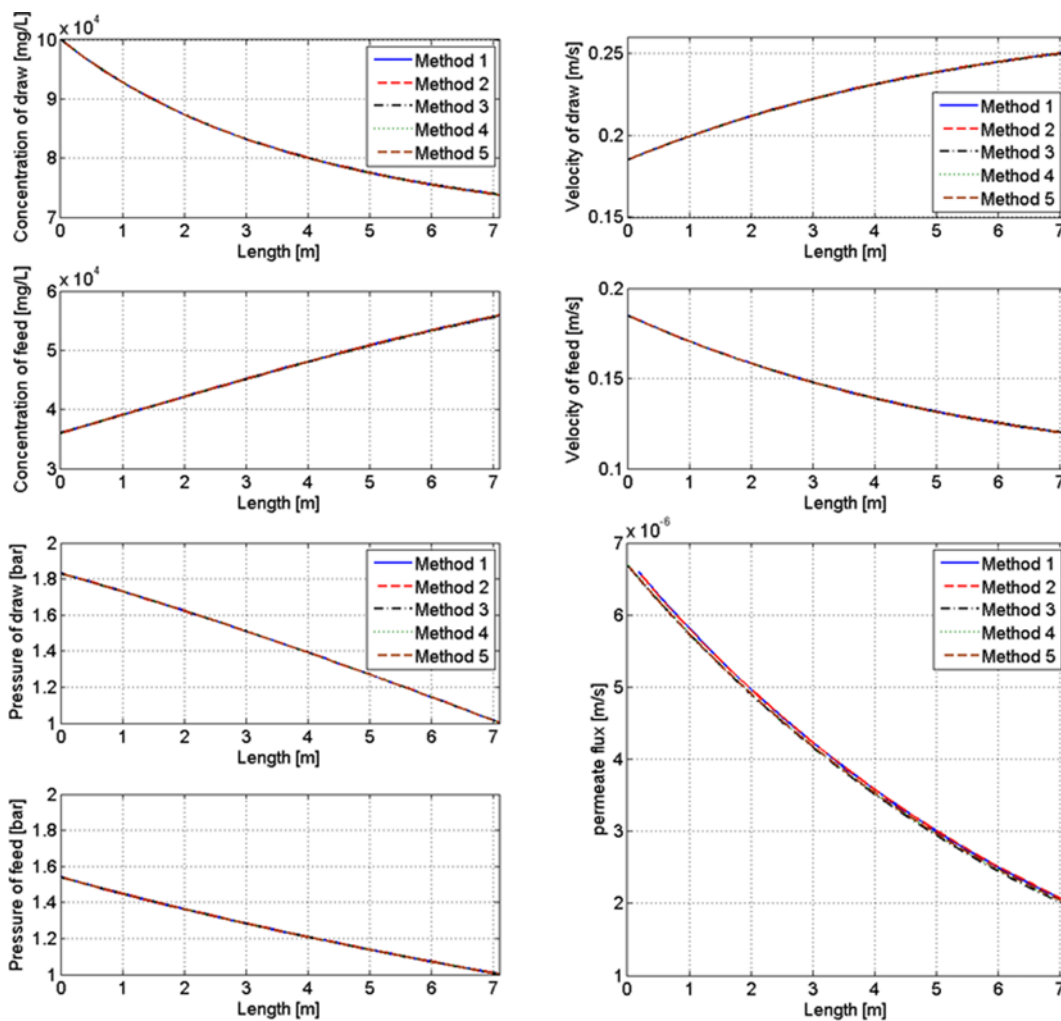 x 10^4
Concentration of draw [mg/L]
10
9
8
7
0 1 2 3 4 5 6 7
Length [m]
Method 1
Method 2
Method 3
Method 4
Method 5
Velocity of draw [m/s]
0.25
0.2
0.15
0 1 2 3 4 5 6 7
Length [m]
Method 1
Method 2
Method 3
Method 4
Method 5
x 10^4
Concentration of feed [mg/L]
6
5
4
3
0 1 2 3 4 5 6 7
Length [m]
Velocity of feed [m/s]
0.2
0.15
0.1
0 1 2 3 4 5 6 7
Length [m]
Pressure of draw [bar]
2
1.8
1.6
1.4
1.2
1
0 1 2 3 4 5 6 7
Length [m]
Method 1
Method 2
Method 3
Method 4
Method 5
x 10^-6
permeate flux [m/s]
7
6
5
4
3
2
1
0 1 2 3 4 5 6 7
Length [m]
Method 1
Method 2
Method 3
Method 4
Method 5
Pressure of feed [bar]
2
1.8
1.6
1.4
1.2
1
0 1 2 3 4 5 6 7
Length [m]